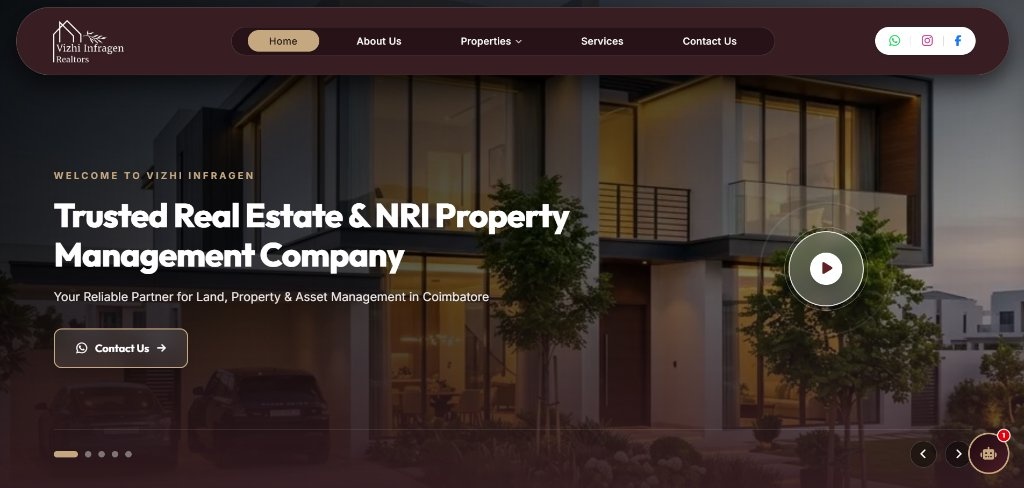 Vizhi Infragen
Realtors
Home
About Us
Properties
Services
Contact Us
WELCOME TO VIZHI INFRAGEN
Trusted Real Estate & NRI Property
Management Company
Your Reliable Partner for Land, Property & Asset Management in Coimbatore
Contact Us
1